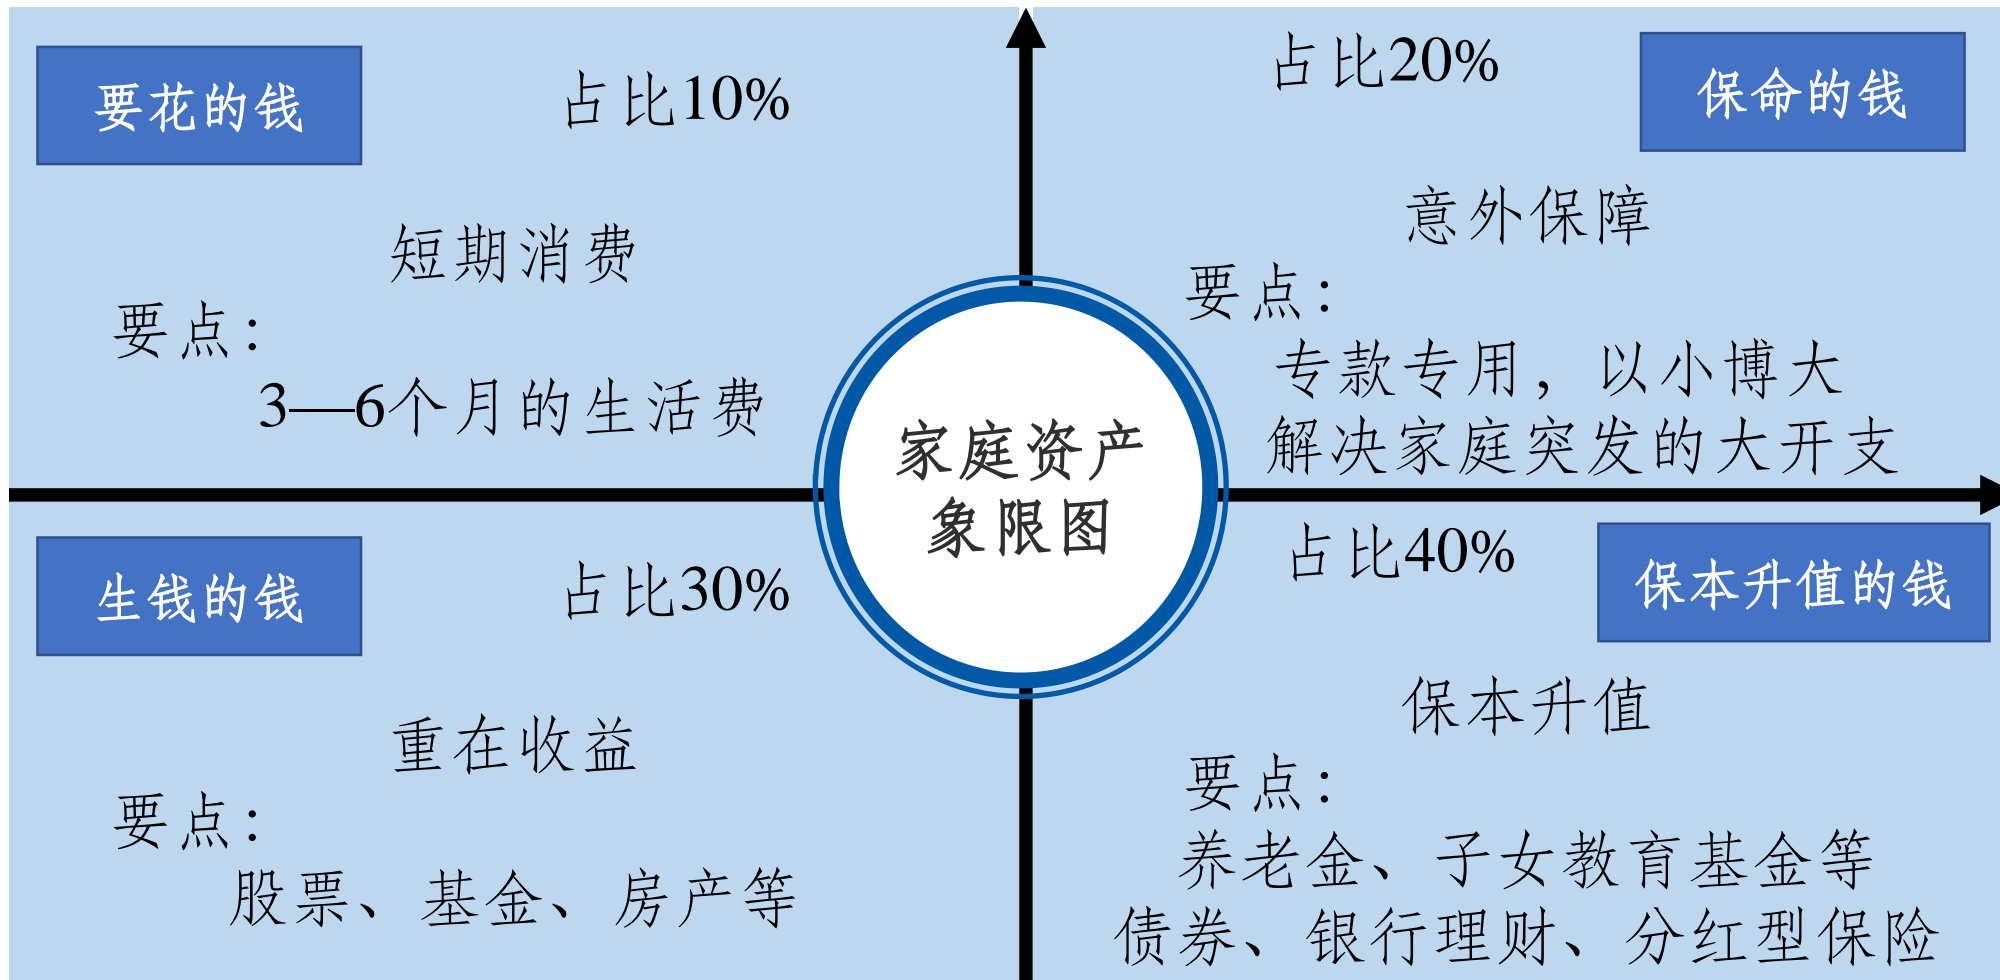 要花的钱
占比10%
短期消费
要点：
3—6个月的生活费
占比20%
保命的钱
意外保障
要点：
专款专用，以小博大
解决家庭突发的大开支
家庭资产
象限图
生钱的钱
占比30%
重在收益
要点：
股票、基金、房产等
占比40%
保本升值的钱
保本升值
要点：
养老金、子女教育基金等
债券、银行理财、分红型保险